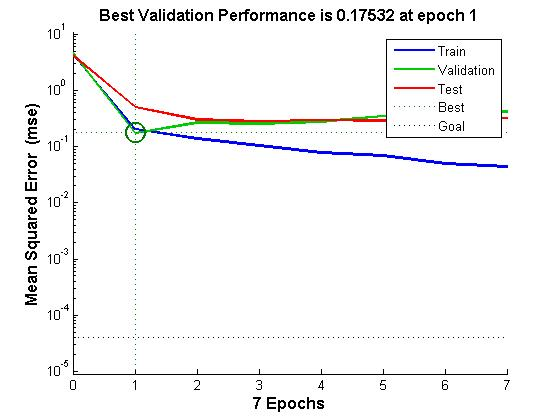 Best Validation Performance is 0.17532 at epoch 1
Mean Squared Error (mse)
10^1
10^0
10^-1
10^-2
10^-3
10^-4
10^-5
Train
Validation
Test
Best
Goal
0 1 2 3 4 5 6 7
7 Epochs